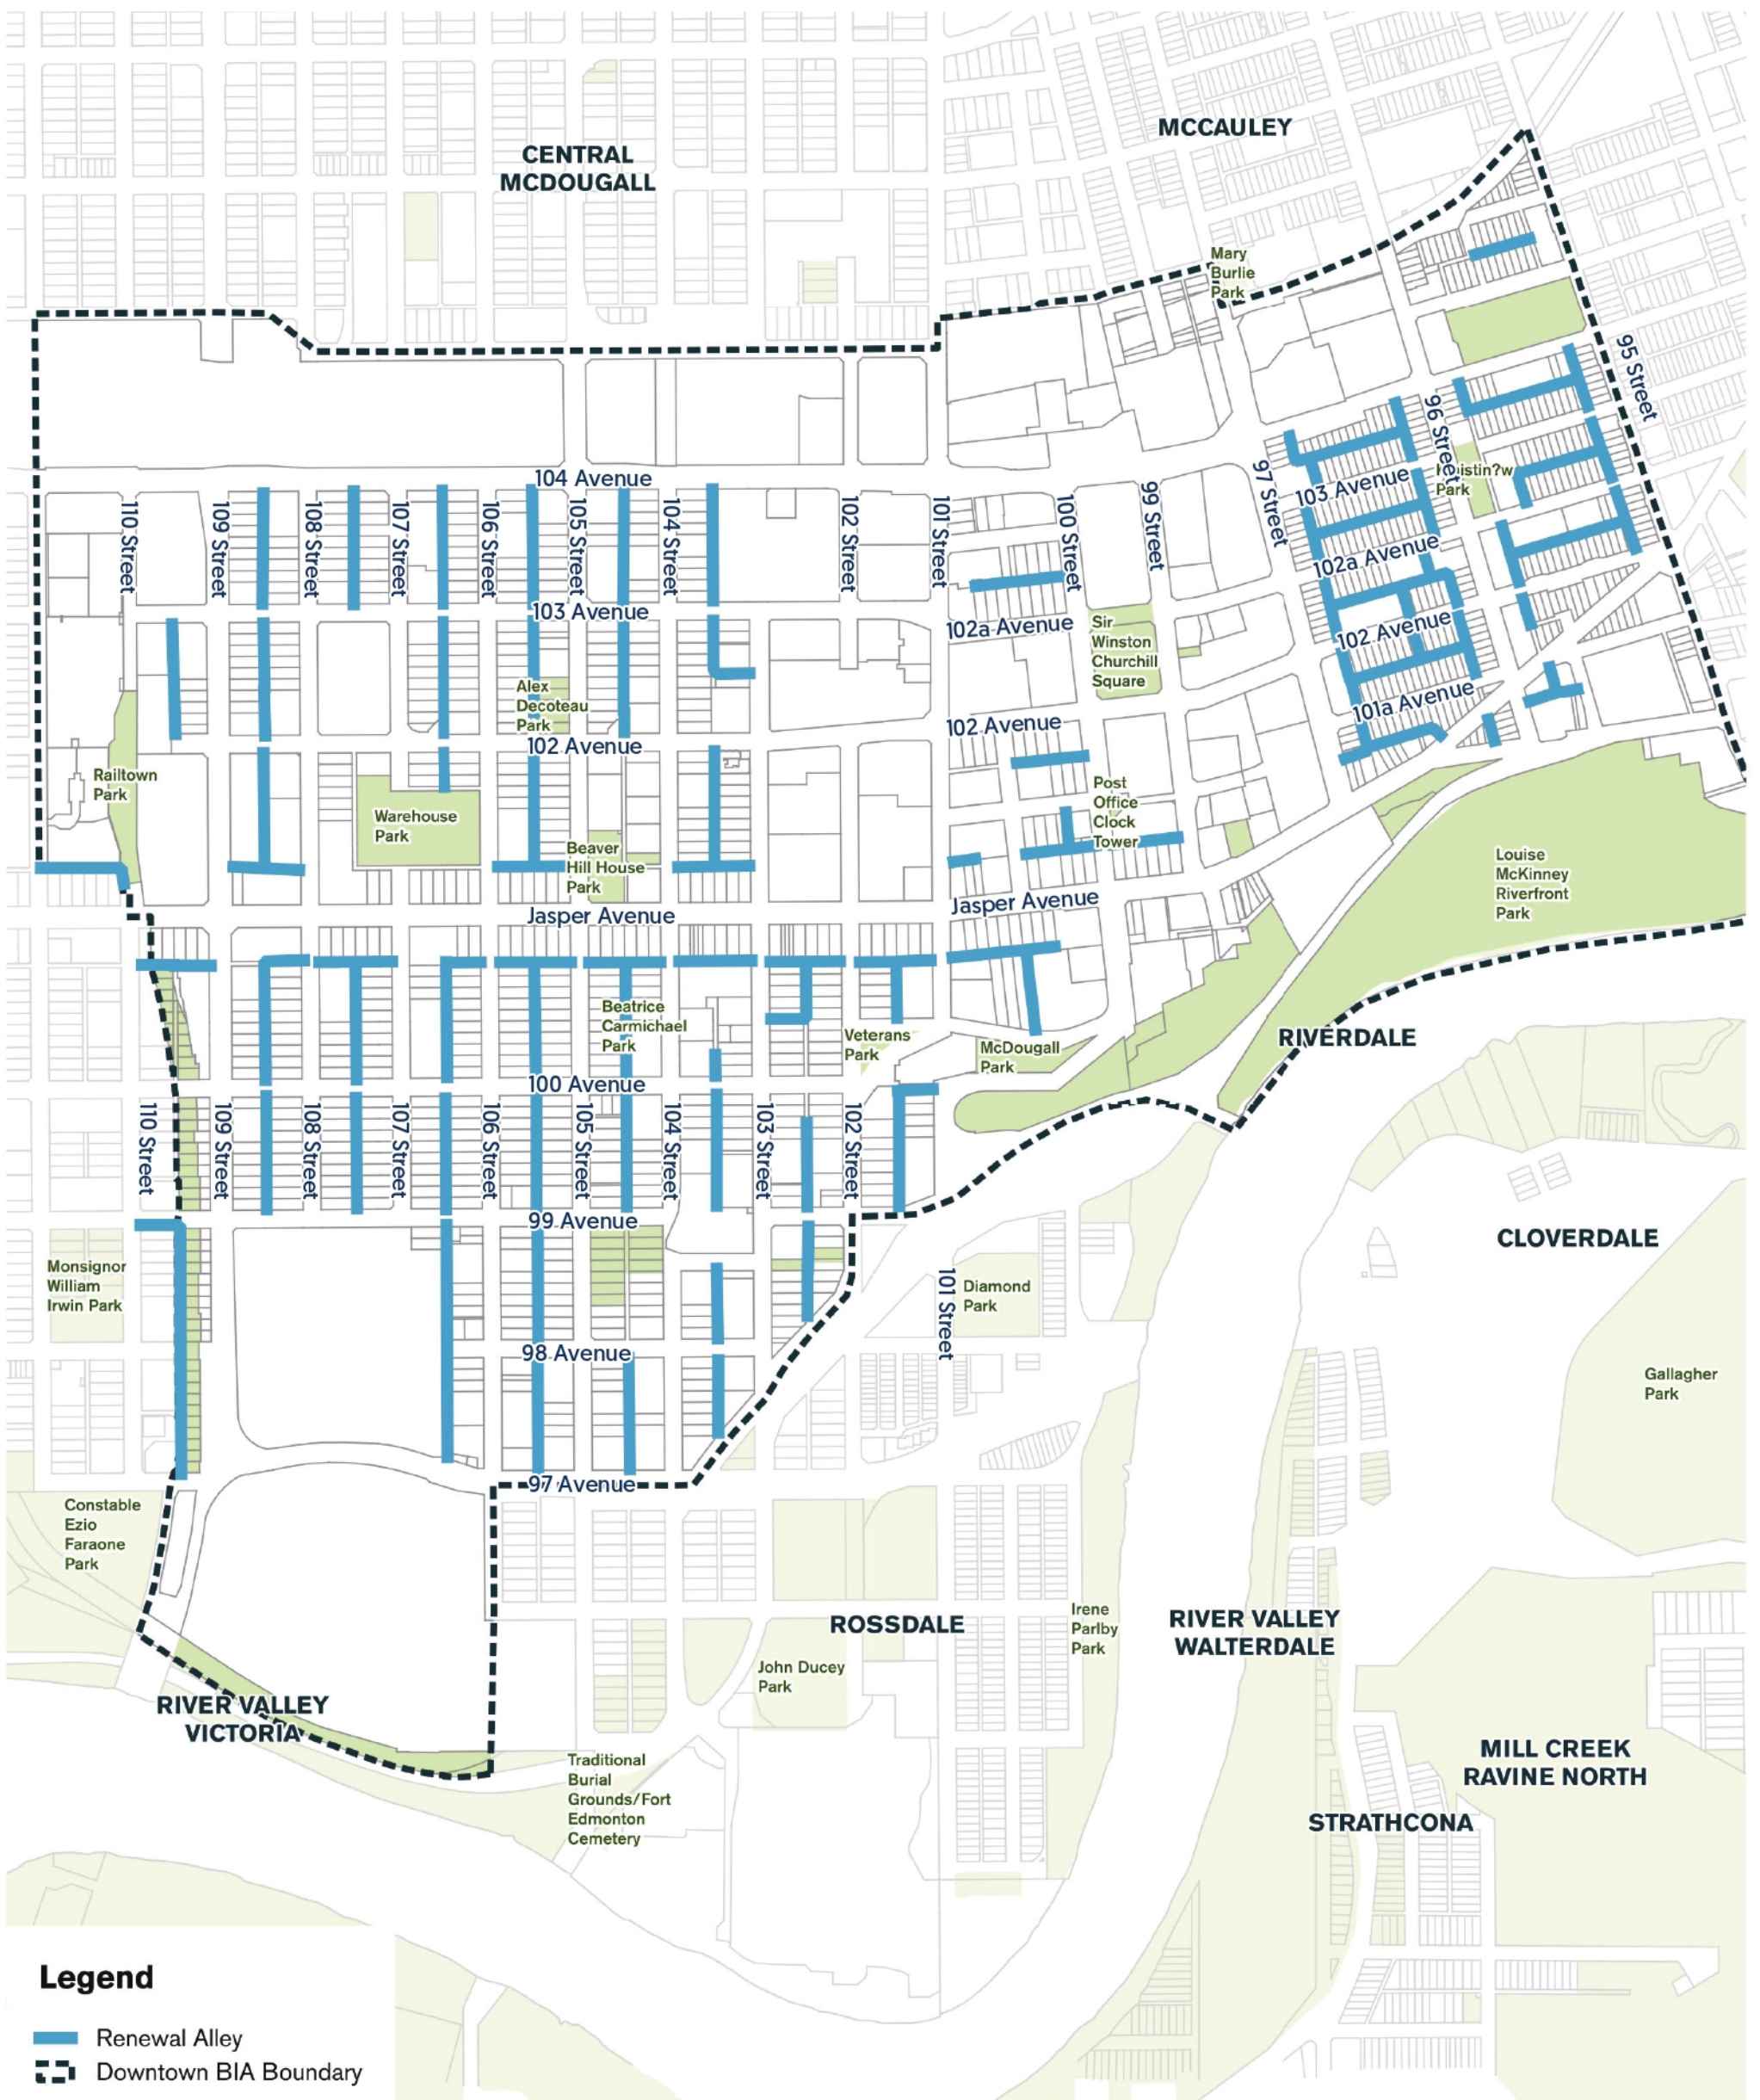 MCCAULEY
CENTRAL
MCDOUGALL
Mary
Burlie
Park
95 Street
96 Street
Park
97 Street
103 Avenue
102a Avenue
102 Avenue
101a Avenue
104 Avenue
110 Street
109 Street
108 Street
107 Street
106 Street
105 Street
104 Street
102 Street
101 Street
100 Street
99 Street
103 Avenue
102a Avenue
Sir
Winston
Churchill
Square
Alex
Decoteau
Park
102 Avenue
102 Avenue
Railtown
Park
Warehouse
Park
Beaver
Hill House
Park
Post
Office
Clock
Tower
Louise
McKinney
Riverfront
Park
Jasper Avenue
Jasper Avenue
Beatrice
Carmichael
Park
Veterans
Park
McDougall
Park
RIVERDALE
100 Avenue
110 Street
109 Street
108 Street
107 Street
106 Street
105 Street
104 Street
103 Street
102 Street
99 Avenue
CLOVERDALE
Monsignor
William
Irwin Park
101 Street
Diamond
Park
98 Avenue
Gallagher
Park
97 Avenue
Constable
Ezio
Faraone
Park
ROSSDALE
Irene
Parlby
Park
RIVER VALLEY
WALTERDALE
John Ducey
Park
RIVER VALLEY
VICTORIA
Traditional
Burial
Grounds/Fort
Edmonton
Cemetery
MILL CREEK
RAVINE NORTH
STRATHCONA
Legend
Renewal Alley
Downtown BIA Boundary